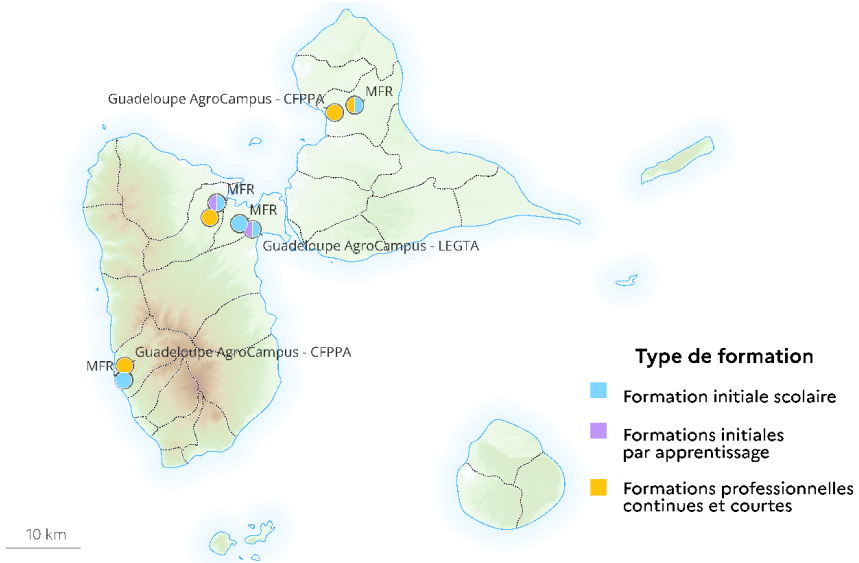 MFR
Guadeloupe AgroCampus - CFPPA
MFR
MFR
Guadeloupe AgroCampus - LEGTA
Guadeloupe AgroCampus - CFPPA
MFR
Type de formation
Formation initiale scolaire
Formations initiales
par apprentissage
Formations professionnelles
continues et courtes
10 km